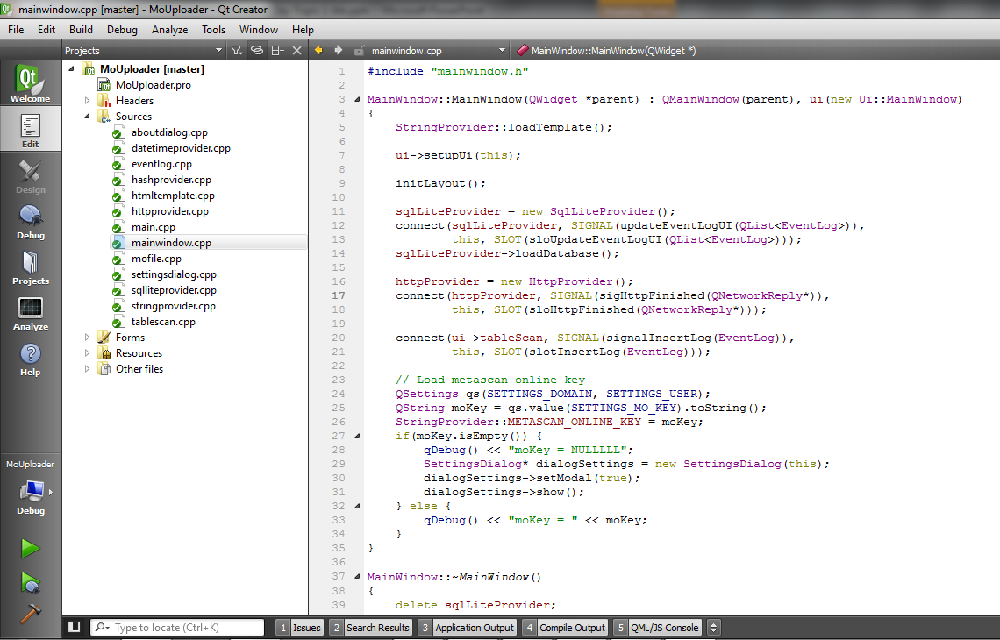 mainwindow.cpp [master] - MoUploader - Qt Creator
File Edit Build Debug Analyze Tools Window Help
Projects
mainwindow.cpp
MainWindow::MainWindow(QWidget *)
Qt
Welcome
Edit
Design
Debug
Projects
Analyze
Help
MoUploader
Debug
MoUploader [master]
MoUploader.pro
Headers
Sources
aboutdialog.cpp
datetimeprovider.cpp
eventlog.cpp
hashprovider.cpp
htmltemplate.cpp
httpprovider.cpp
main.cpp
mainwindow.cpp
mofile.cpp
settingsdialog.cpp
sqlliteprovider.cpp
stringprovider.cpp
tablescan.cpp
Forms
Resources
Other files
1 #include "mainwindow.h"
2
3 MainWindow::MainWindow(QWidget *parent) : QMainWindow(parent), ui(new Ui::MainWindow)
4 {
5 StringProvider::loadTemplate();
6
7 ui->setupUi(this);
8
9 initLayout();
10
11 sqlLiteProvider = new SqlLiteProvider();
12 connect(sqlLiteProvider, SIGNAL(updateEventLogUI(QList<EventLog>)),
13 this, SLOT(sloUpdateEventLogUI(QList<EventLog>)));
14 sqlLiteProvider->loadDatabase();
15
16 httpProvider = new HttpProvider();
17 connect(httpProvider, SIGNAL(sigHttpFinished(QNetworkReply*)),
18 this, SLOT(sloHttpFinished(QNetworkReply*)));
19
20 connect(ui->tableScan, SIGNAL(signalInsertLog(EventLog)),
21 this, SLOT(slotInsertLog(EventLog)));
22
23 // Load metascan online key
24 QSettings qs(SETTINGS_DOMAIN, SETTINGS_USER);
25 QString moKey = qs.value(SETTINGS_MO_KEY).toString();
26 StringProvider::METASCAN_ONLINE_KEY = moKey;
27 if(moKey.isEmpty()) {
28 qDebug() << "moKey = NULLLLL";
29 SettingsDialog* dialogSettings = new SettingsDialog(this);
30 dialogSettings->setModal(true);
31 dialogSettings->show();
32 } else {
33 qDebug() << "moKey = " << moKey;
34 }
35 }
36
37 MainWindow::~MainWindow()
38 {
39 delete sqlLiteProvider;
Type to locate (Ctrl+K)
1 Issues 2 Search Results 3 Application Output 4 Compile Output 5 QML/JS Console